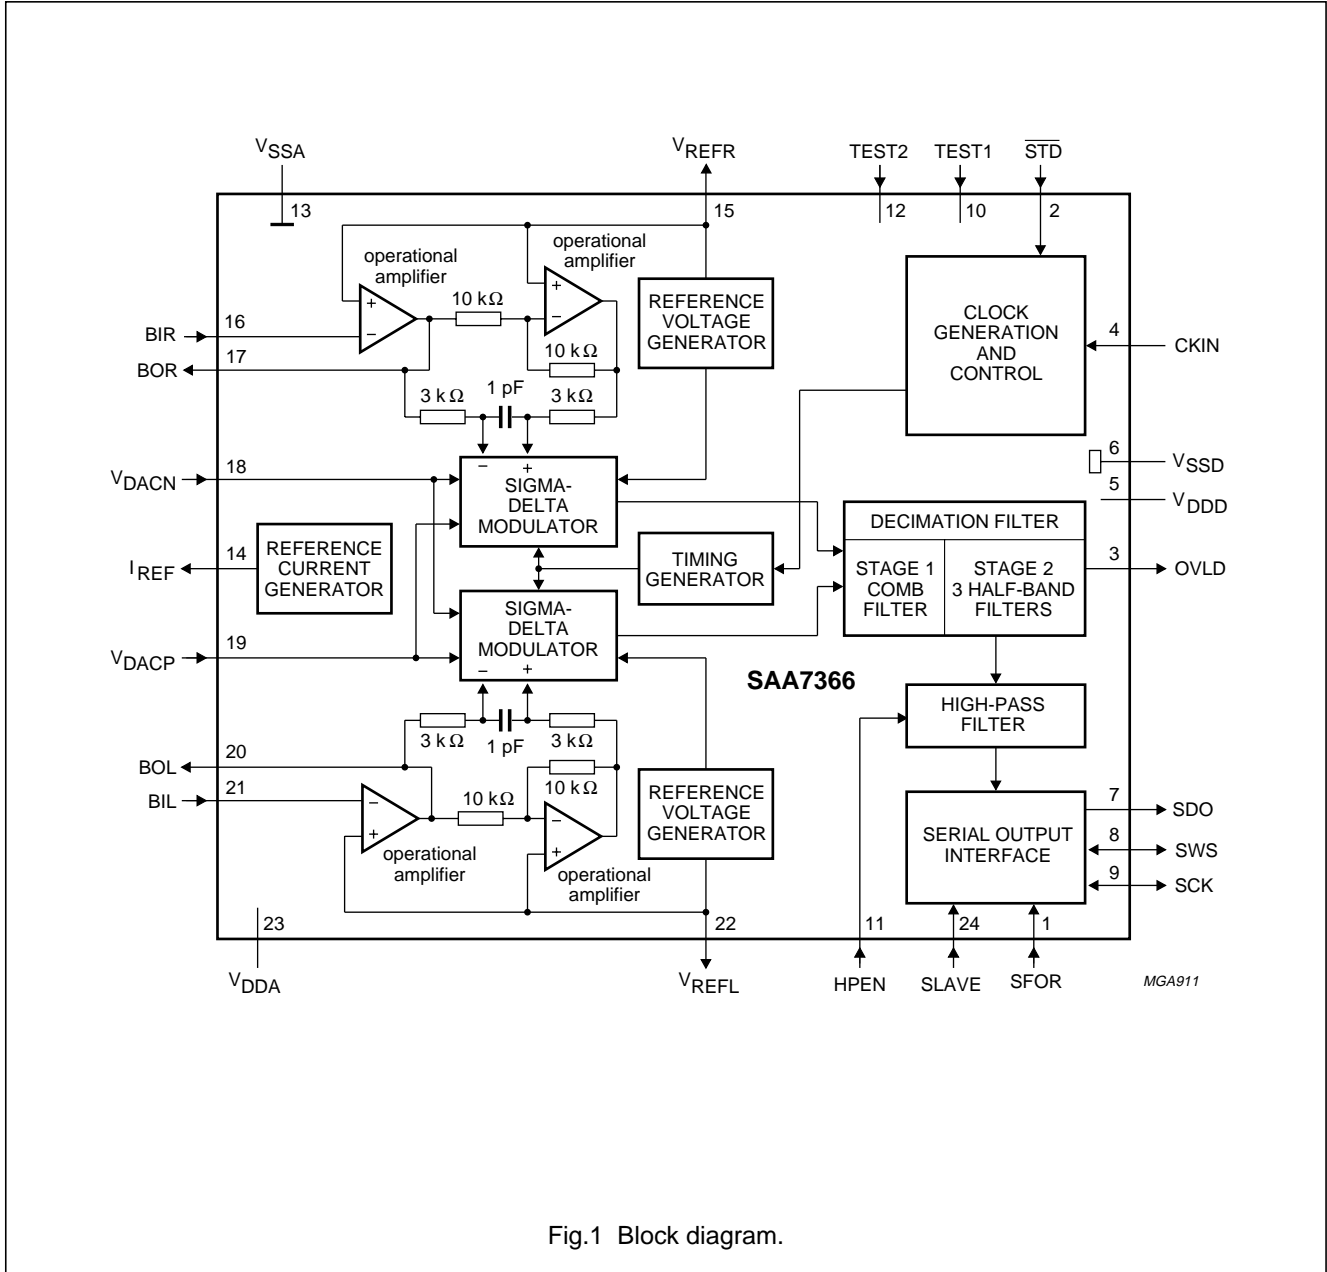 VSSA
VREFR
TEST2
TEST1
STD
13
15
12
10
2
operational
amplifier
operational
amplifier
+
−
+
−
10 kΩ
10 kΩ
REFERENCE
VOLTAGE
GENERATOR
CLOCK
GENERATION
AND
CONTROL
BIR
16
BOR
17
4
CKIN
3 kΩ
1 pF
3 kΩ
VDACN
18
−
+
SIGMA-
DELTA
MODULATOR
6
VSSD
5
VDDD
IREF
14
REFERENCE
CURRENT
GENERATOR
TIMING
GENERATOR
DECIMATION FILTER
STAGE 1
COMB
FILTER
STAGE 2
3 HALF-BAND
FILTERS
3
OVLD
VDACP
19
SIGMA-
DELTA
MODULATOR
−
+
SAA7366
HIGH-PASS
FILTER
3 kΩ
1 pF
3 kΩ
BOL
20
BIL
21
−
+
10 kΩ
10 kΩ
−
+
operational
amplifier
operational
amplifier
REFERENCE
VOLTAGE
GENERATOR
SERIAL OUTPUT
INTERFACE
7
SDO
8
SWS
9
SCK
23
22
11
24
1
VDDA
VREFL
HPEN
SLAVE
SFOR
MGA911
Fig.1 Block diagram.